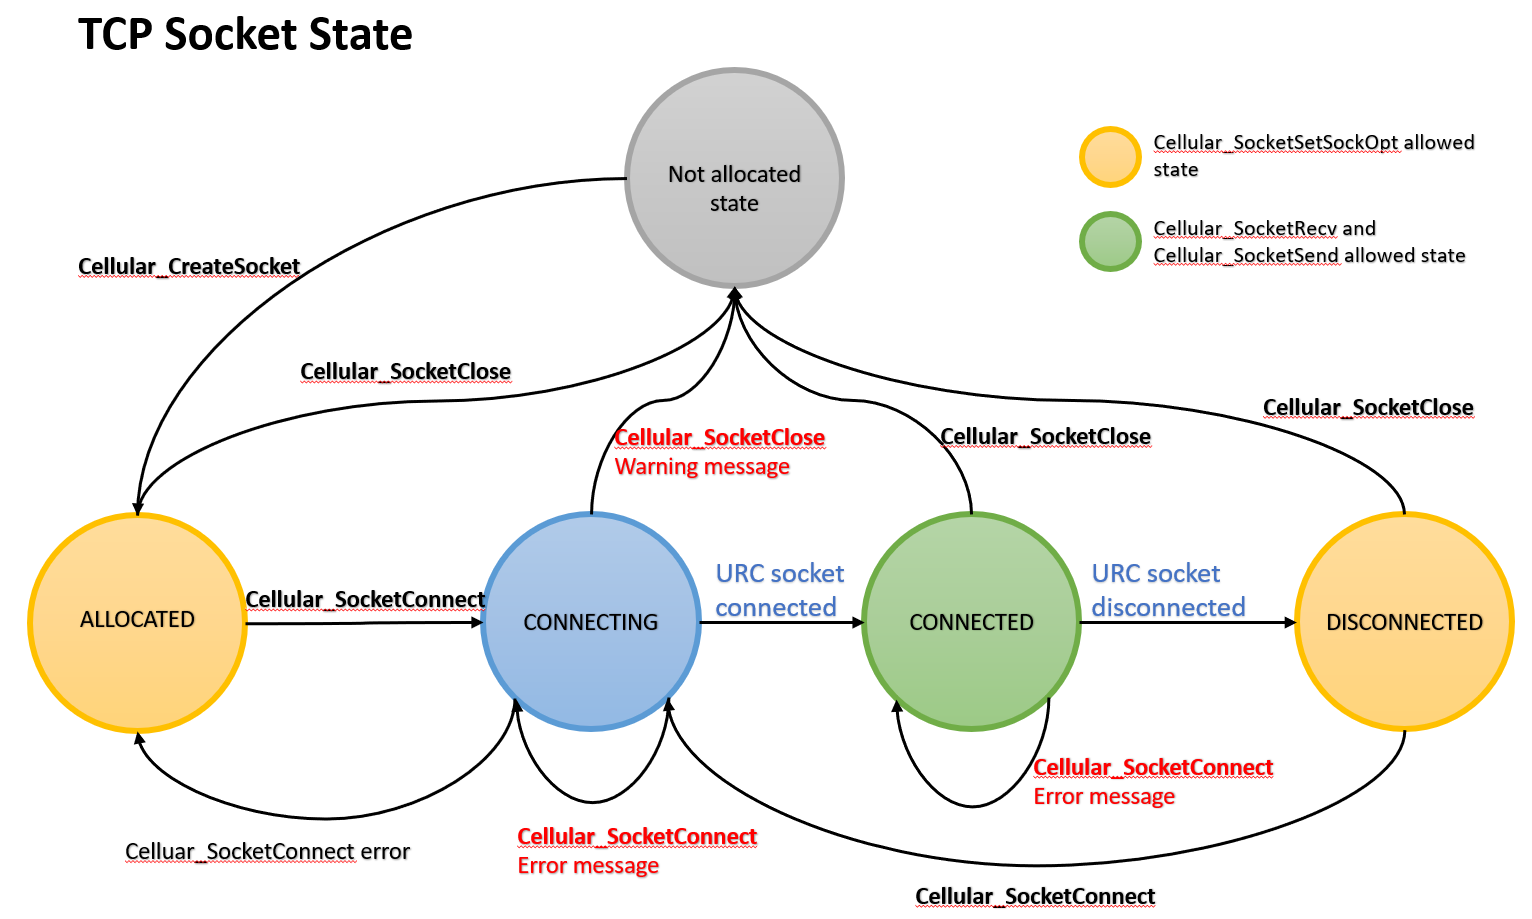 TCP Socket State
Not allocated
state
Cellular_SocketSetSockOpt allowed
state
Cellular_SocketRecv and
Cellular_SocketSend allowed state
Cellular_CreateSocket
Cellular_SocketClose
Cellular_SocketClose
Warning message
Cellular_SocketClose
Cellular_SocketClose
ALLOCATED
Cellular_SocketConnect
CONNECTING
URC socket
connected
CONNECTED
URC socket
disconnected
DISCONNECTED
Celluar_SocketConnect error
Cellular_SocketConnect
Error message
Cellular_SocketConnect
Error message
Cellular_SocketConnect